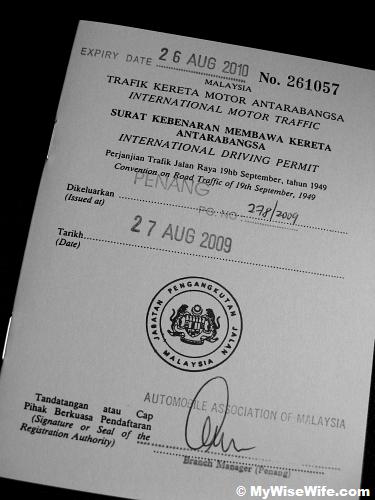 EXPIRY DATE 26 AUG 2010
MALAYSIA No. 261057
TRAFIK KERETA MOTOR ANTARABANGSA
INTERNATIONAL MOTOR TRAFFIC
SURAT KEBENARAN MEMBAWA KERETA
ANTARABANGSA
INTERNATIONAL DRIVING PERMIT
Perjanjian Trafik Jalan Raya 19hb September, tahun 1949
Convention on Road Traffic of 19th September, 1949
PENANG
Dikeluarkan
(Issued at)
PG. NO 278/2009
27 AUG 2009
Tarikh
(Date)
JABATAN PENGANGKUTAN JALAN
MALAYSIA
AUTOMOBILE ASSOCIATION OF MALAYSIA
Tandatangan atau Cap
Pihak Berkuasa Pendaftaran
(Signature or Seal of the
Registration Authority)
Branch Manager (Penang)
© MyWiseWife.com